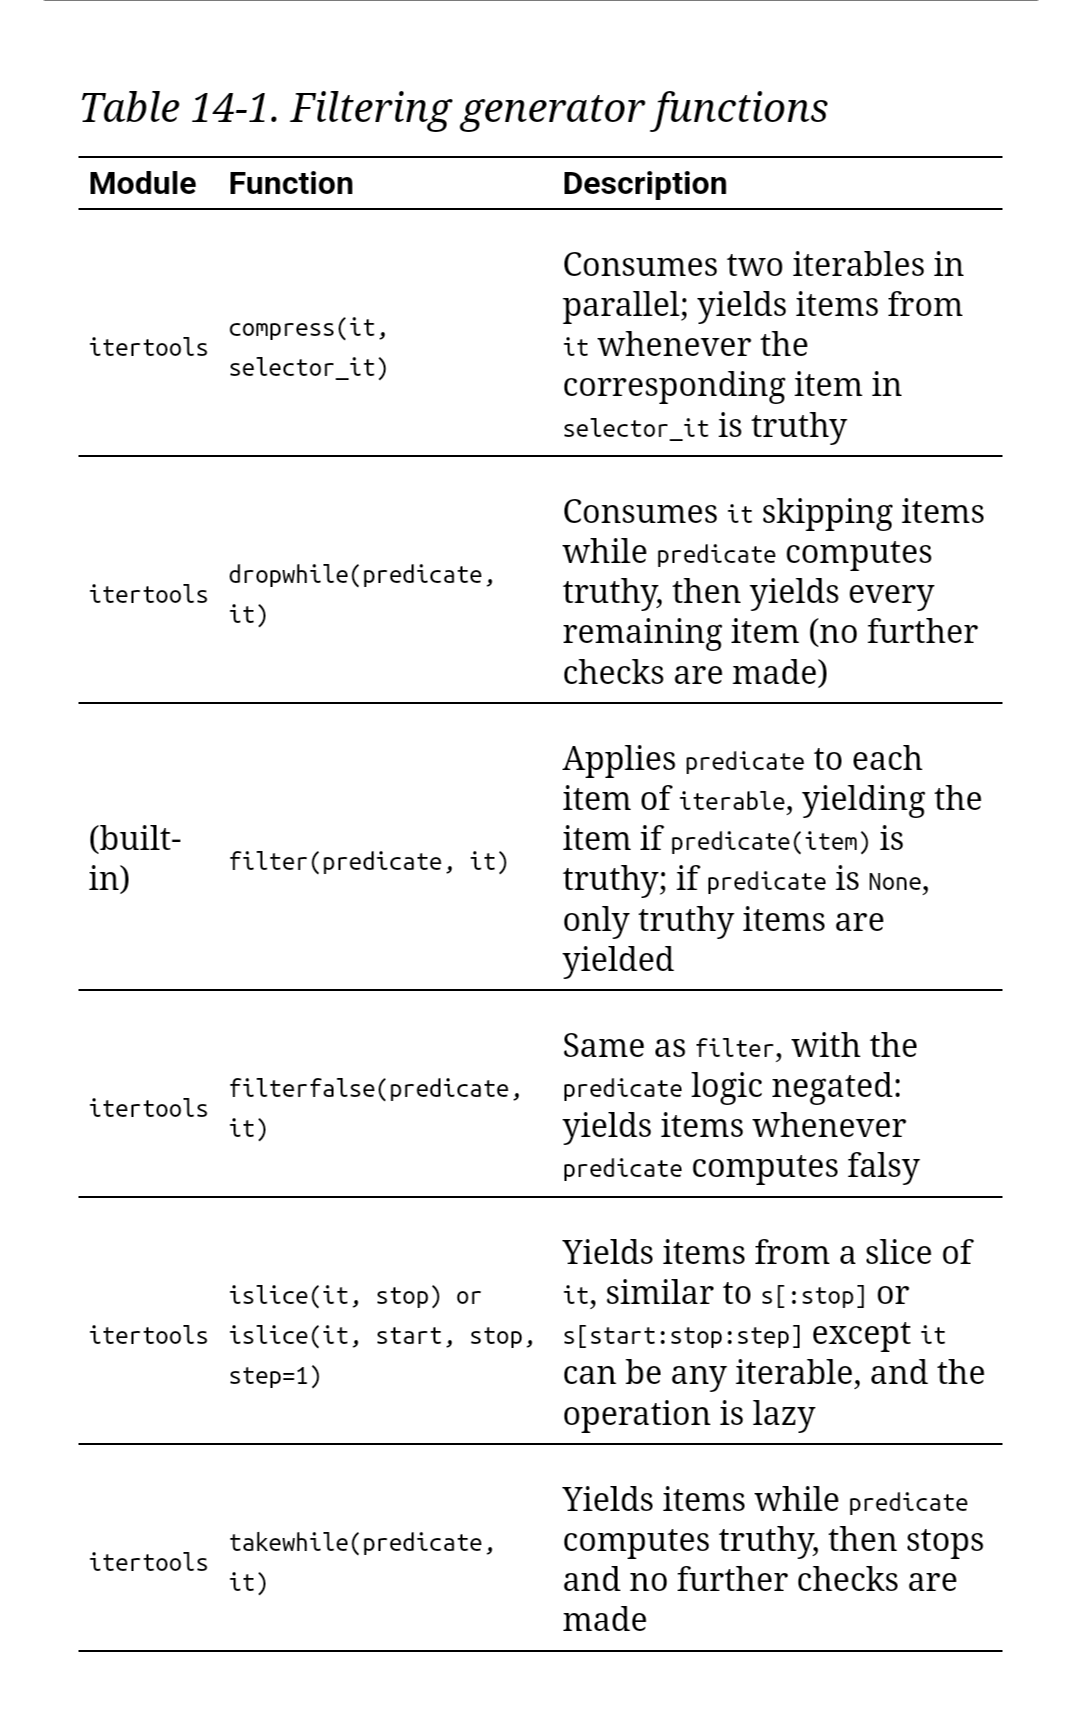 Table 14-1. Filtering generator functions
Module Function Description
itertools
compress(it,
selector_it)
Consumes two iterables in
parallel; yields items from
it whenever the
corresponding item in
selector_it is truthy
itertools
dropwhile(predicate,
it)
Consumes it skipping items
while predicate computes
truthy, then yields every
remaining item (no further
checks are made)
(built-
in)
filter(predicate, it)
Applies predicate to each
item of iterable, yielding the
item if predicate(item) is
truthy; if predicate is None,
only truthy items are
yielded
itertools
filterfalse(predicate,
it)
Same as filter, with the
predicate logic negated:
yields items whenever
predicate computes falsy
itertools
islice(it, stop) or
islice(it, start, stop,
step=1)
Yields items from a slice of
it, similar to s[:stop] or
s[start:stop:step] except it
can be any iterable, and the
operation is lazy
itertools
takewhile(predicate,
it)
Yields items while predicate
computes truthy, then stops
and no further checks are
made